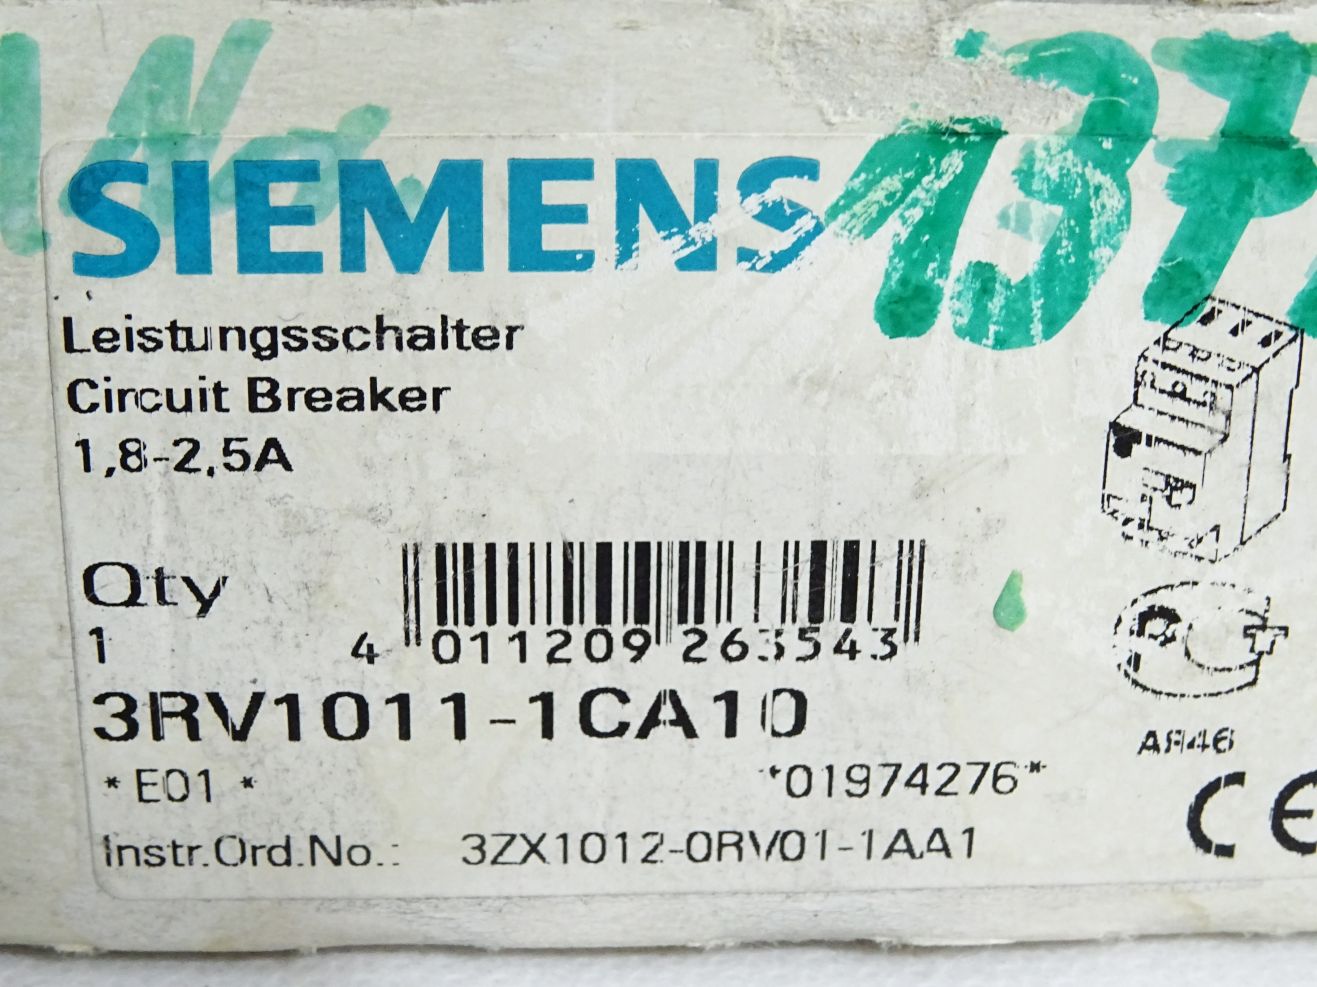 137
SIEMENS
Leistungsschalter
Circuit Breaker
1,8-2,5A
Qty
1
4 011209 263543
3RV1011-1CA10
*E01 *
*01974276*
Instr.Ord.No.: 3ZX1012-0RV01-1AA1
CE